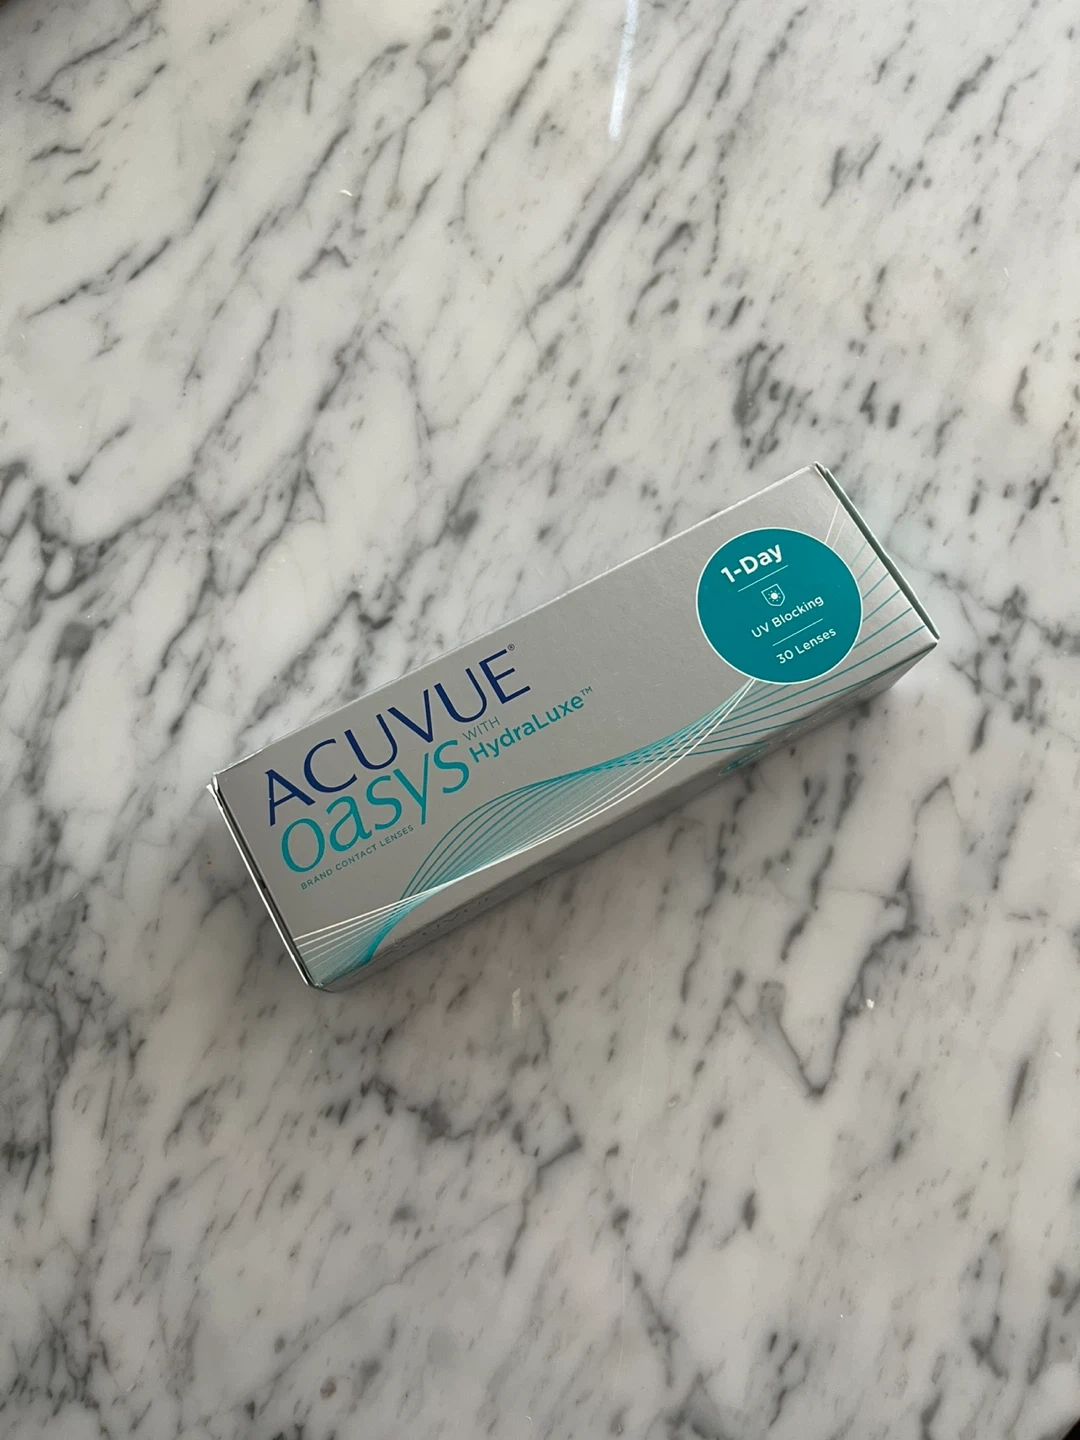 ACUVUE®
oasys WITH HydraLuxe™
BRAND CONTACT LENSES
1-Day
UV Blocking
30 Lenses